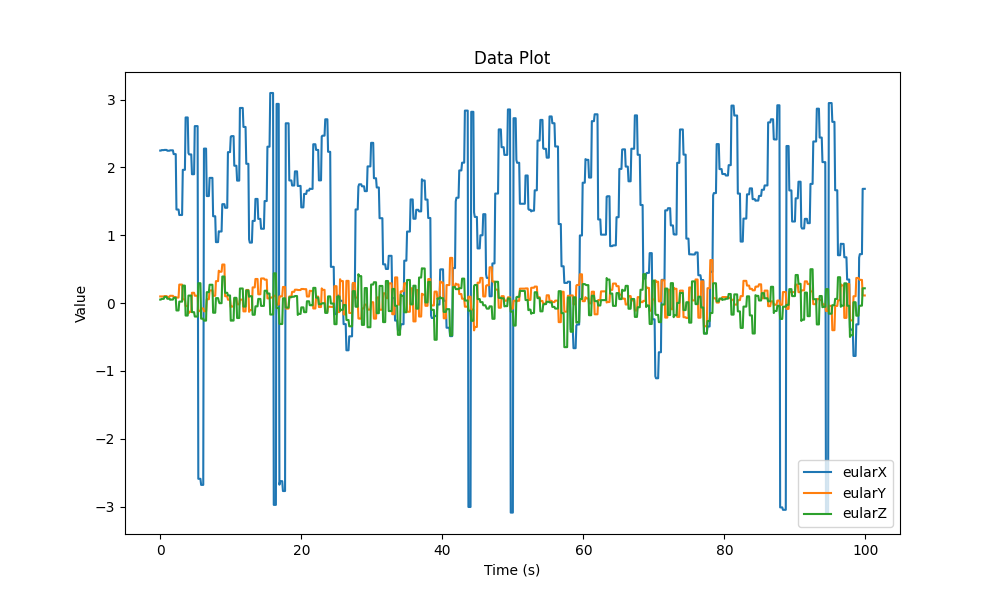 Data Plot
Value
3
2
1
0
−1
−2
−3
0 20 40 60 80 100
Time (s)
eularX
eularY
eularZ